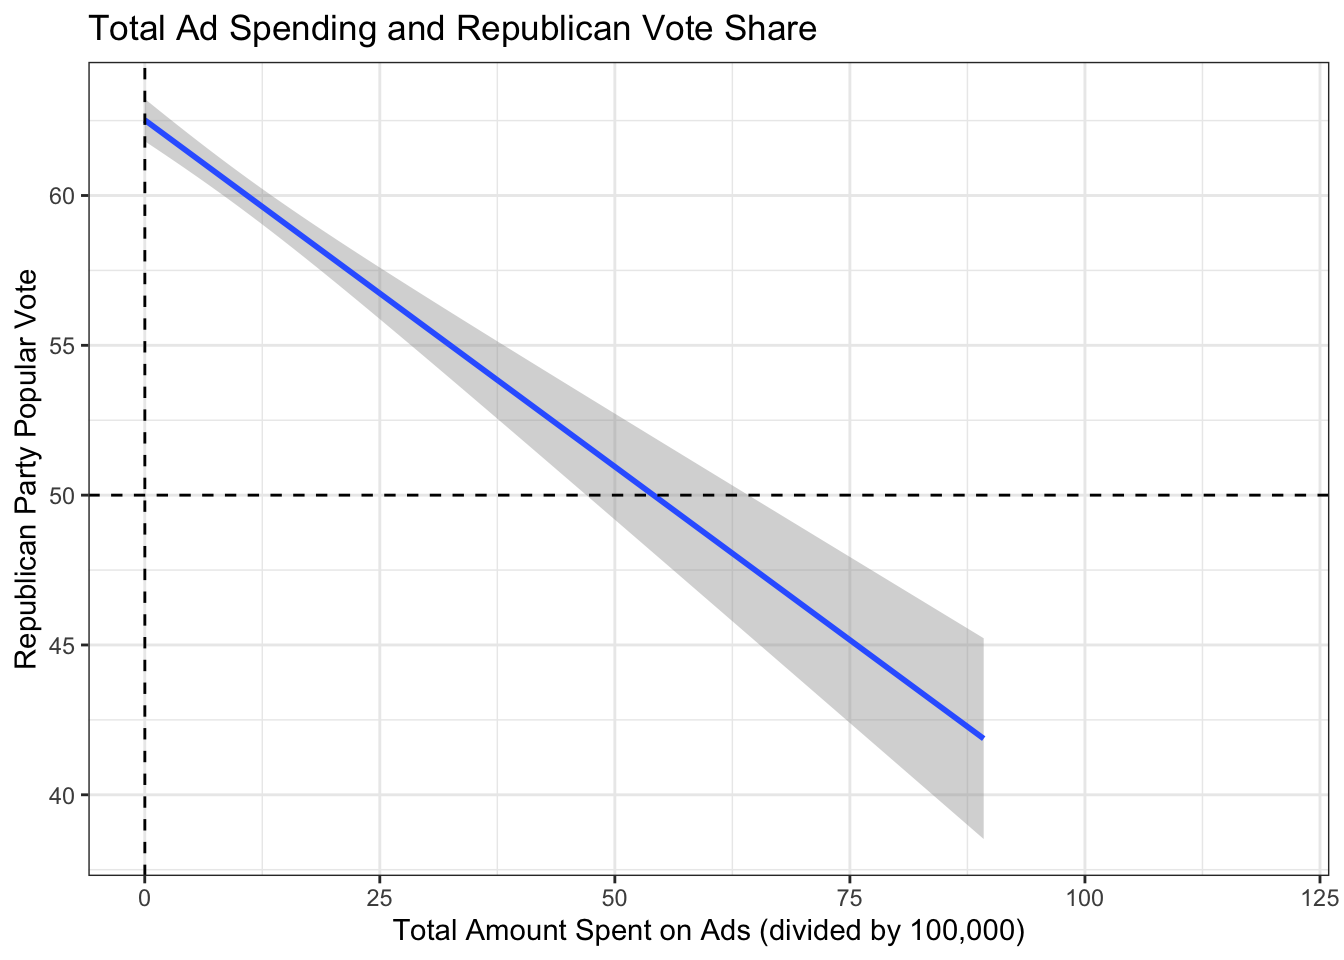 Total Ad Spending and Republican Vote Share
Republican Party Popular Vote
60
55
50
45
40
0 25 50 75 100 125
Total Amount Spent on Ads (divided by 100,000)